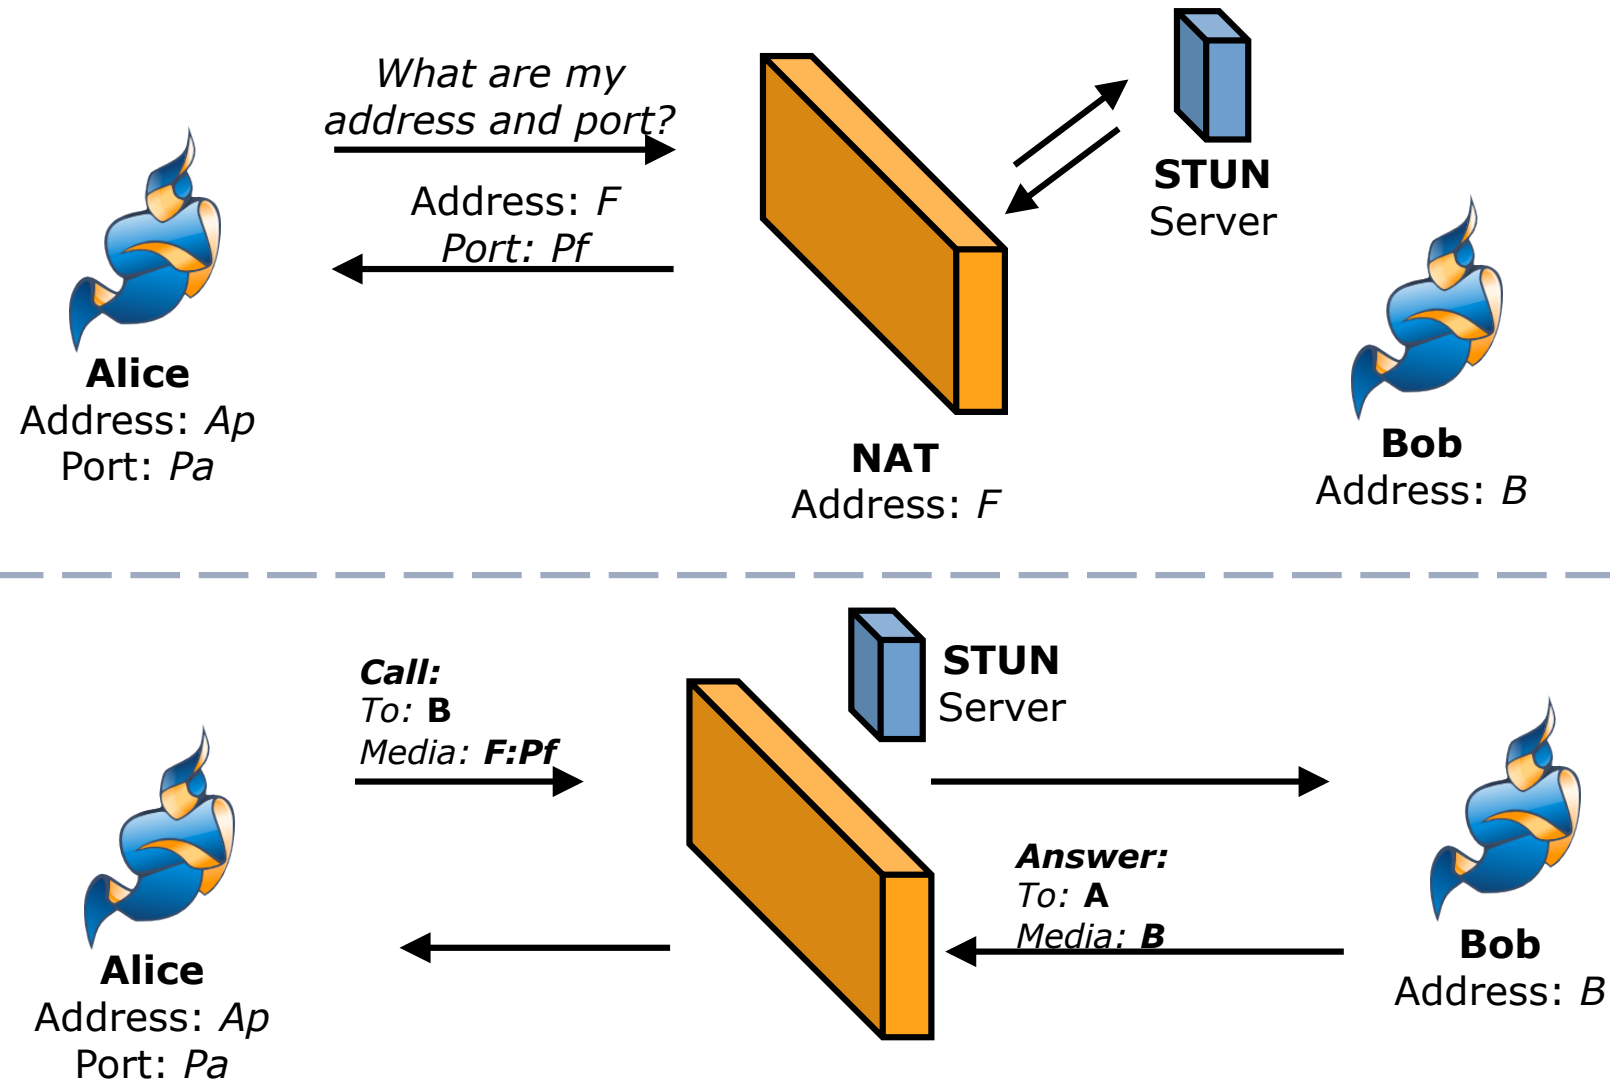 What are my
address and port?
Address: F
Port: Pf
STUN
Server
Alice
Address: Ap
Port: Pa
NAT
Address: F
Bob
Address: B
Call:
To: B
Media: F:Pf
STUN
Server
Answer:
To: A
Media: B
Alice
Address: Ap
Port: Pa
Bob
Address: B